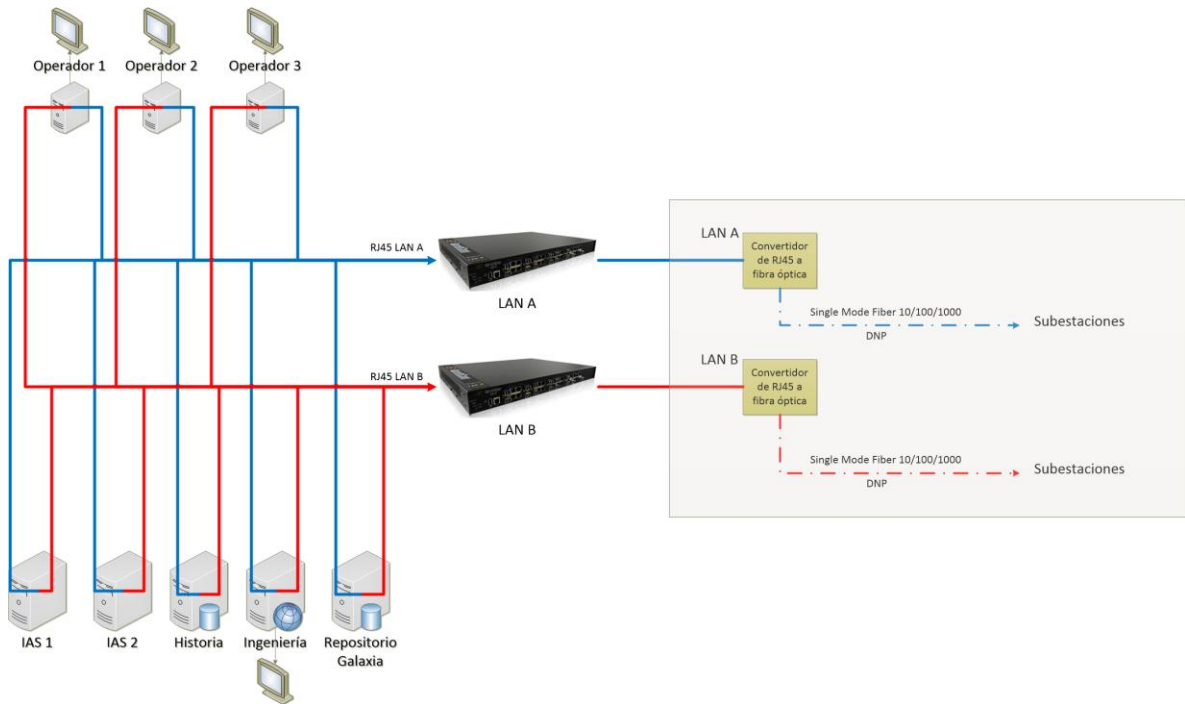 Operador 1
Operador 2
Operador 3
RJ45 LAN A
LAN A
LAN A
Convertidor
de RJ45 a
fibra óptica
Single Mode Fiber 10/100/1000
DNP
Subestaciones
RJ45 LAN B
LAN B
LAN B
Convertidor
de RJ45 a
fibra óptica
Single Mode Fiber 10/100/1000
DNP
Subestaciones
IAS 1
IAS 2
Historia
Ingeniería
Repositorio
Galaxia